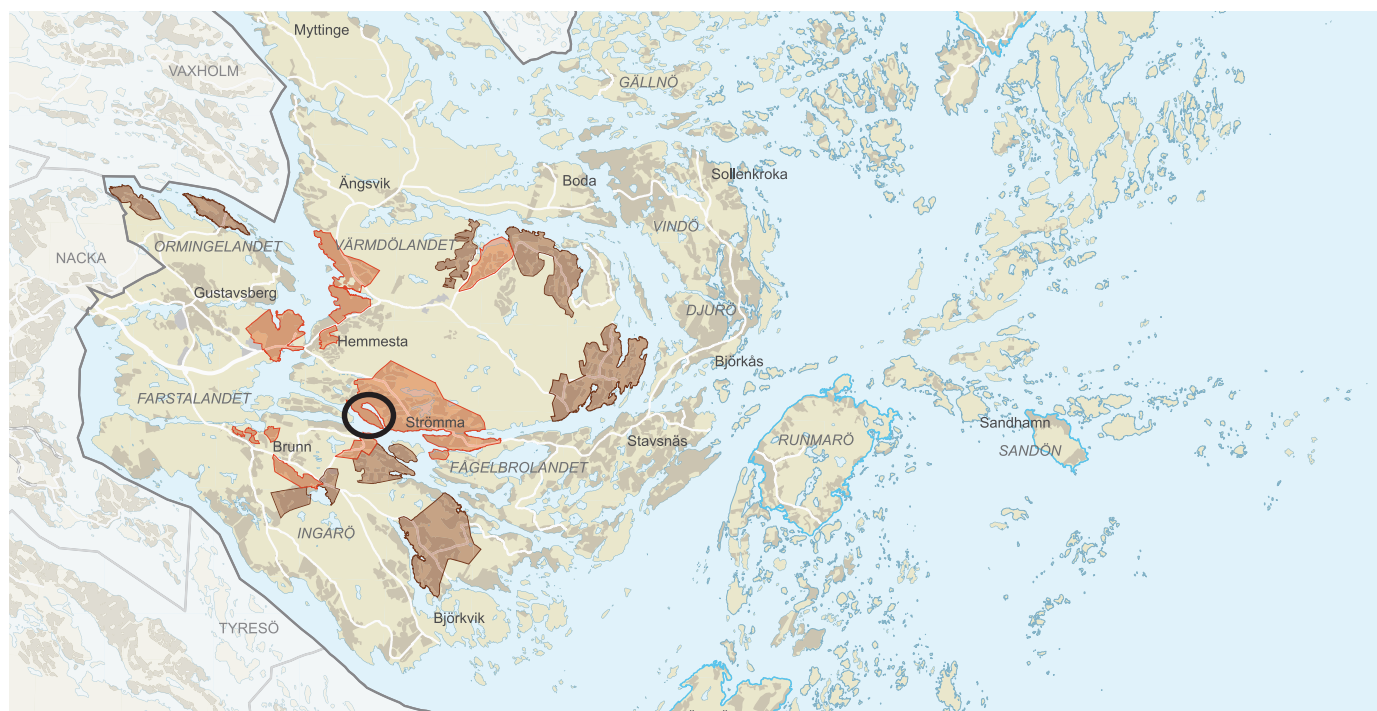 Myttinge
VAXHOLM
GÄLLNÖ
Ängsvik
Boda
Sollenkroka
ORMINGELANDET
VÄRMDÖLANDET
VINDÖ
NACKA
Gustavsberg
DJURÖ
Hemmesta
Björkås
FARSTALANDET
Strömma
Sandhamn
Brunn
Stavsnäs
RUNMARÖ
SANDÖN
FÅGELBROLANDET
INGARÖ
Björkvik
TYRESÖ